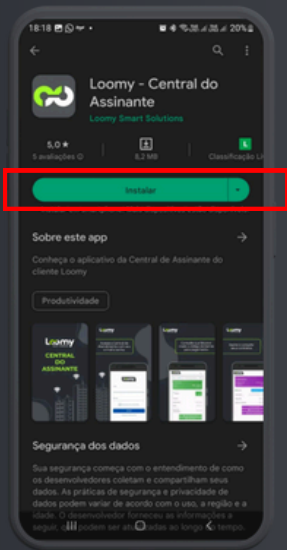 18:18
20%
Loomy - Central do
Assinante
Loomy Smart Solutions
5,0 ★
L
5 avaliações
8,2 MB
Classificação Li
Instalar
Sobre este app
Conheça o aplicativo da Central de Assinante do
cliente Loomy
Produtividade
Loomy
CENTRAL
DO
ASSINANTE
Segurança dos dados
Sua segurança começa com o entendimento de como
os desenvolvedores coletam e compartilham seus
dados. As práticas de segurança e privacidade de
dados podem variar de acordo com o uso, a região e a
idade. O desenvolvedor forneceu as informações a
seguir, que podem ser atualizadas ao longo do tempo.